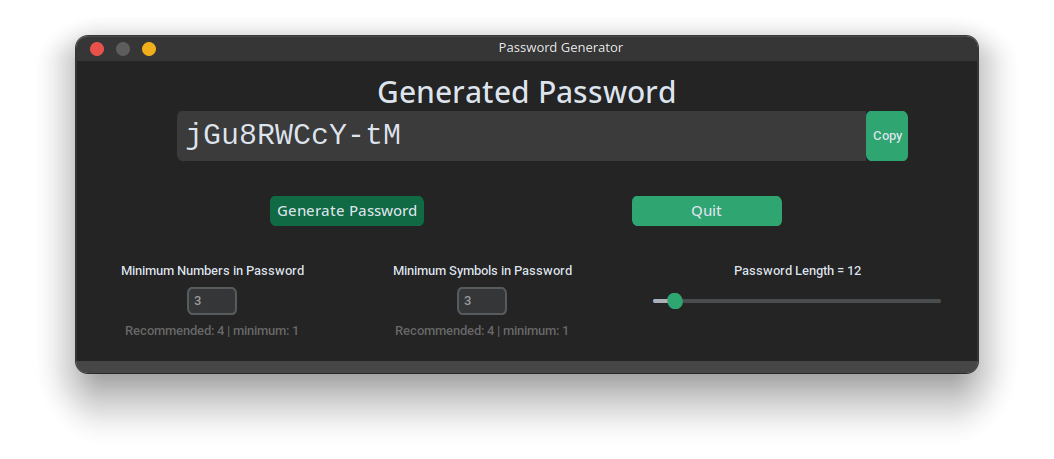 Password Generator
Generated Password
jGu8RWCcY-tM
Copy
Generate Password
Quit
Minimum Numbers in Password
Minimum Symbols in Password
Password Length = 12
3
3
Recommended: 4 | minimum: 1
Recommended: 4 | minimum: 1